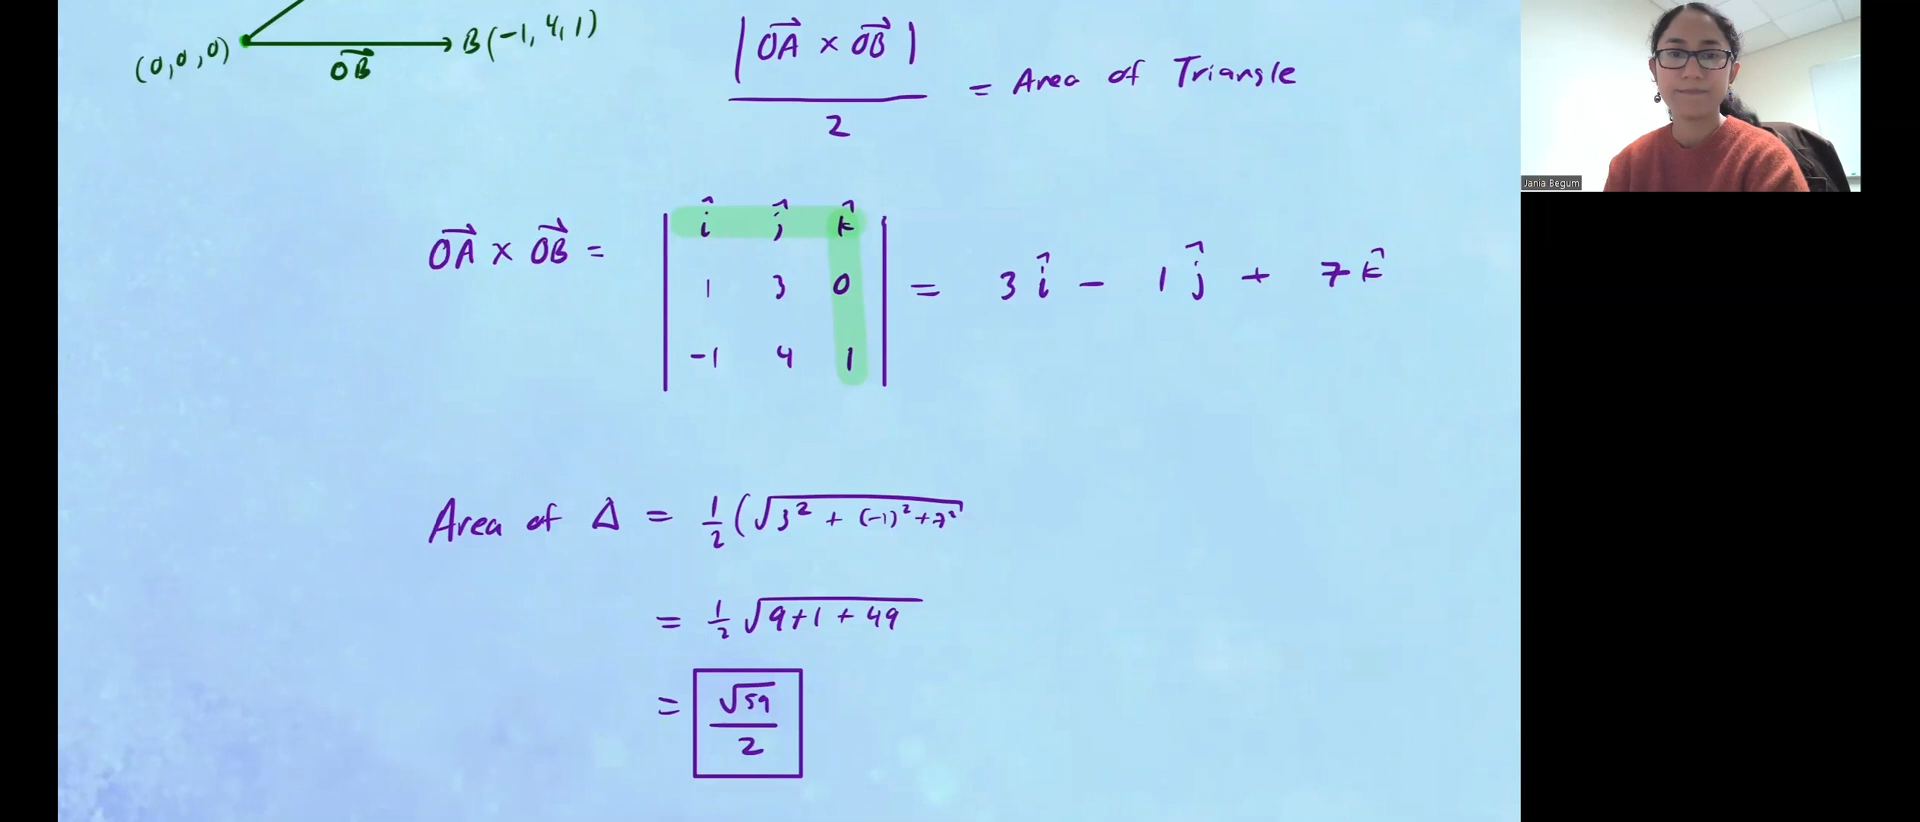 (0,0,0)
OB
B(-1, 4, 1)
|OA × OB|
2
= Area of Triangle
OA × OB =
î ĵ k̂
1 3 0
-1 4 1
= 3î - 1ĵ + 7k̂
Area of Δ = 1/2 (√3² + (-1)² + 7²
= 1/2 √9+1+49
= √59
2
Jania Begum